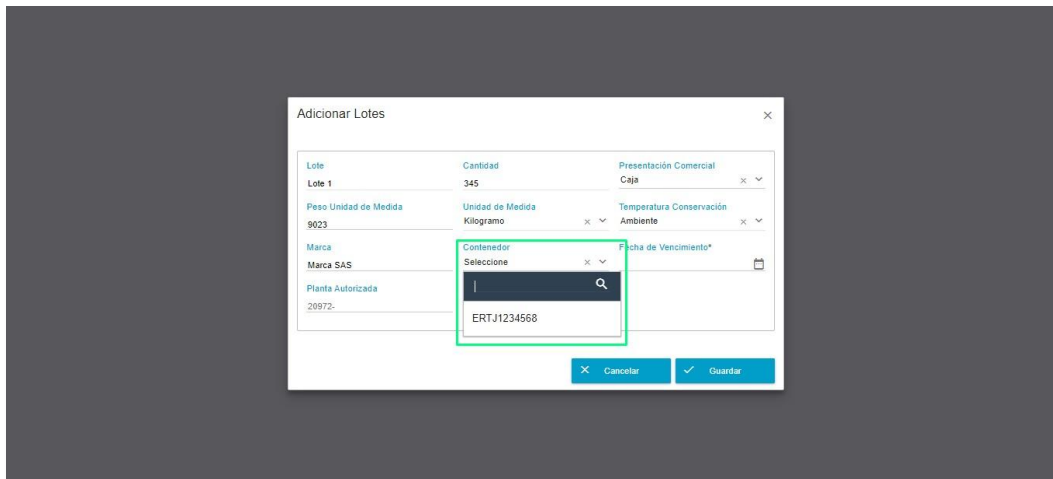 Adicionar Lotes
Lote Cantidad Presentación Comercial
Lote 1 345 Caja
Peso Unidad de Medida Unidad de Medida Temperatura Conservación
9023 Kilogramo Ambiente
Marca Contenedor Fecha de Vencimiento*
Marca SAS Seleccione
Planta Autorizada
20972-
ERTJ1234568
Cancelar Guardar